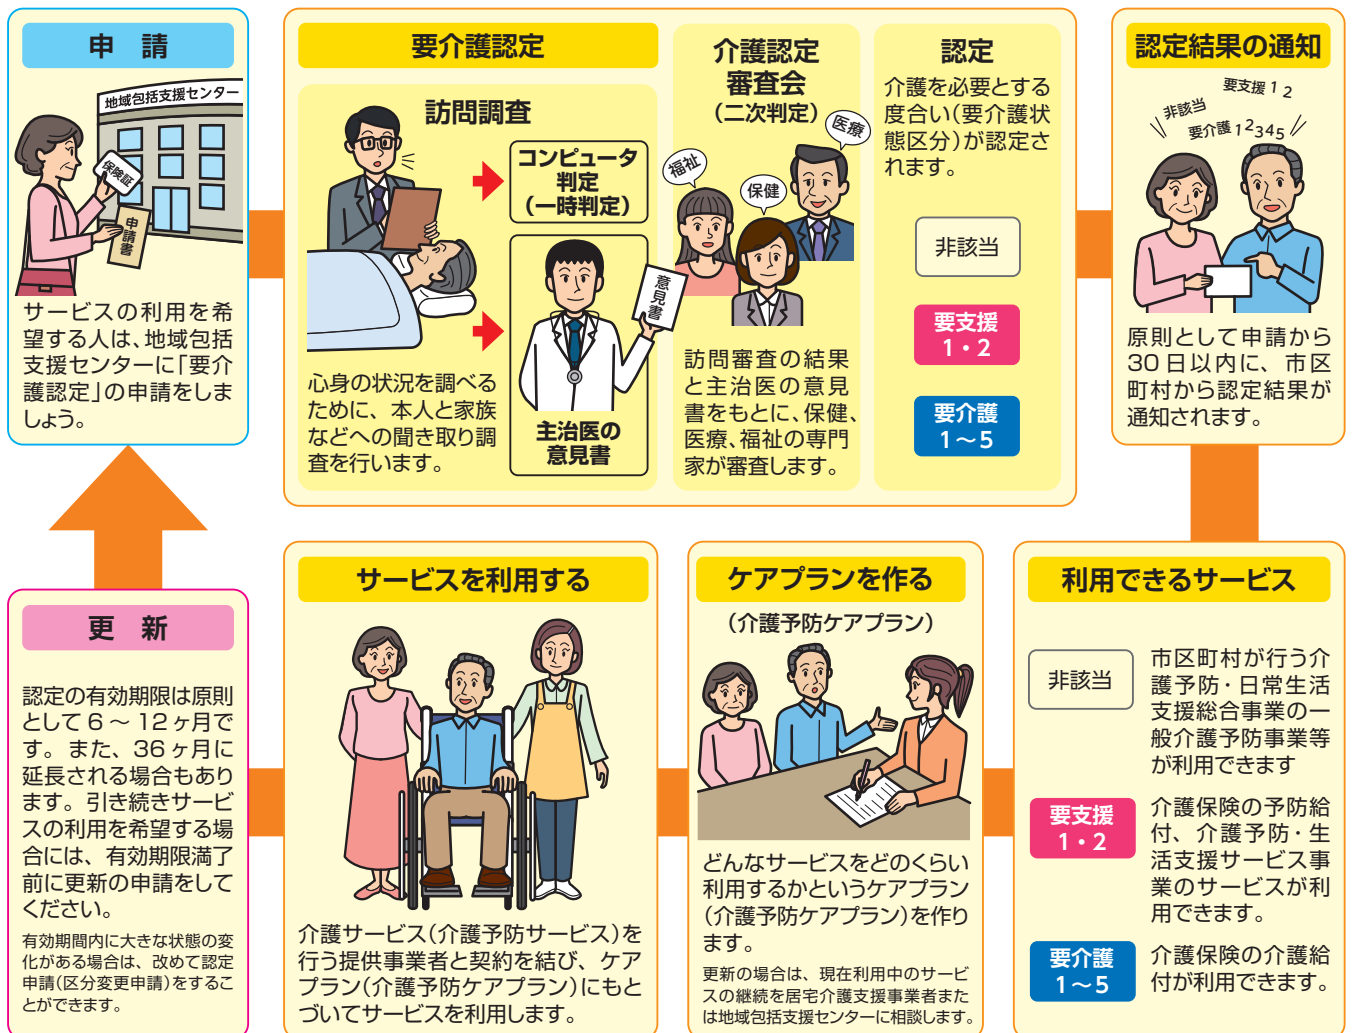 申　請
地域包括支援センター
保険証
申請書
サービスの利用を希
望する人は、地域包括
支援センターに「要介
護認定」の申請をしま
しょう。
要介護認定
訪問調査
コンピュータ
判定
（一時判定）
意見書
主治医の
意見書
心身の状況を調べる
ために、本人と家族
などへの聞き取り調
査を行います。
介護認定
審査会
（二次判定）
医療
福祉
保健
訪問審査の結果
と主治医の意見
書をもとに、保健、
医療、福祉の専門
家が審査します。
認定
介護を必要とする
度合い（要介護状
態区分）が認定さ
れます。
非該当
要支援
1・2
要介護
1～5
認定結果の通知
要支援 1 2
非該当
要介護 1 2 3 4 5
原則として申請から
30 日以内に、市区
町村から認定結果が
通知されます。
利用できるサービス
非該当
市区町村が行う介
護予防・日常生活
支援総合事業の一
般介護予防事業等
が利用できます
要支援
1・2
介護保険の予防給
付、介護予防・生
活支援サービス事
業のサービスが利
用できます。
要介護
1～5
介護保険の介護給
付が利用できます。
ケアプランを作る
（介護予防ケアプラン）
どんなサービスをどのくらい
利用するかというケアプラン
（介護予防ケアプラン）を作り
ます。
更新の場合は、現在利用中のサービ
スの継続を居宅介護支援事業者また
は地域包括支援センターに相談します。
サービスを利用する
介護サービス（介護予防サービス）を
行う提供事業者と契約を結び、ケア
プラン（介護予防ケアプラン）にもと
づいてサービスを利用します。
更　新
認定の有効期限は原則
として 6 ～ 12 ヶ月で
す。また、36 ヶ月に
延長される場合もあり
ます。引き続きサービ
スの利用を希望する場
合には、有効期限満了
前に更新の申請をして
ください。
有効期間内に大きな状態の変
化がある場合は、改めて認定
申請（区分変更申請）をするこ
とができます。